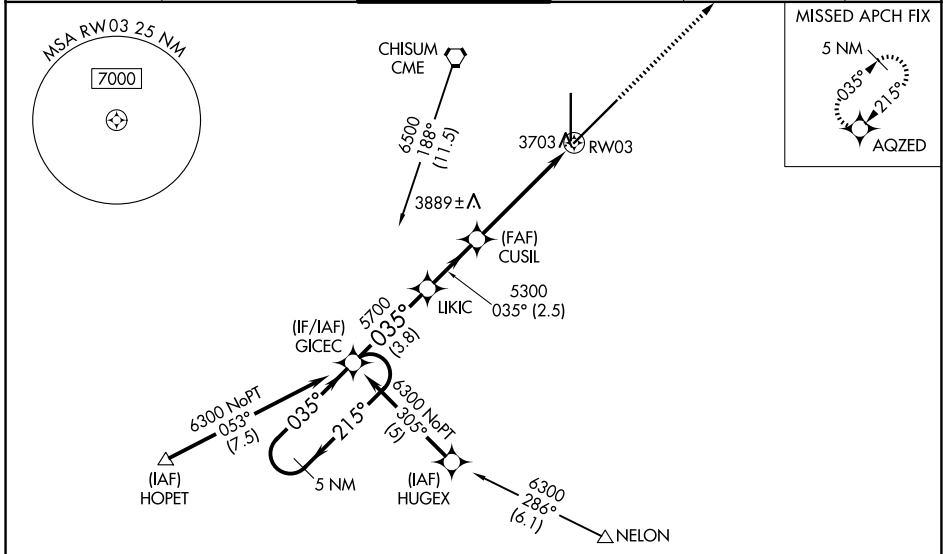 MSA RW03 25 NM
7000
CHISUM
CME
6500
188°
(11.5)
MISSED APCH FIX
5 NM
035°
215°
AQZED
3703
RW03
3889±
(FAF)
CUSIL
LIKIC
5300
035° (2.5)
5700
035°
(3.8)
(IF/IAF)
GICEC
6300 NoPT
053°
(7.5)
035°
215°
5 NM
6300 NoPT
305°
(5)
(IAF)
HOPET
(IAF)
HUGEX
6300
286°
(6.1)
NELON